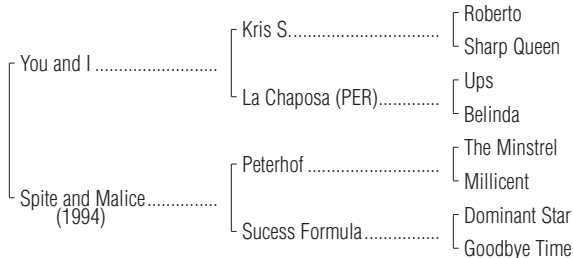 Roberto
Kris S.
Sharp Queen
You and I
Ups
La Chaposa (PER)
Belinda
The Minstrel
Peterhof
Millicent
Spite and Malice
(1994)
Dominant Star
Sucess Formula
Goodbye Time